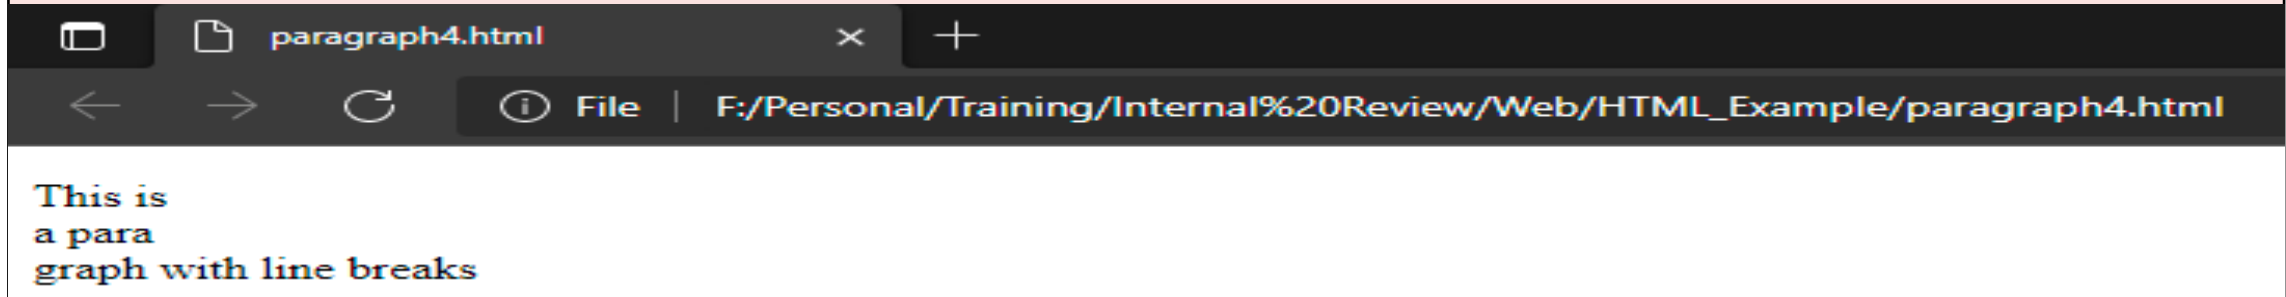 paragraph4.html
File | F:/Personal/Training/Internal%20Review/Web/HTML_Example/paragraph4.html
This is
a para
graph with line breaks